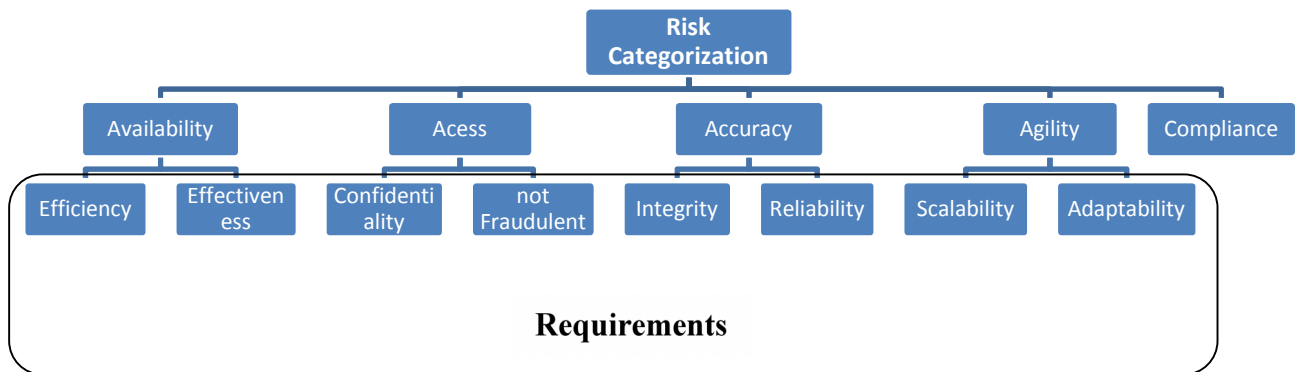 Risk
Categorization
Availability
Acess
Accuracy
Agility
Compliance
Efficiency
Effectiven
ess
Confidenti
ality
not
Fraudulent
Integrity
Reliability
Scalability
Adaptability
Requirements